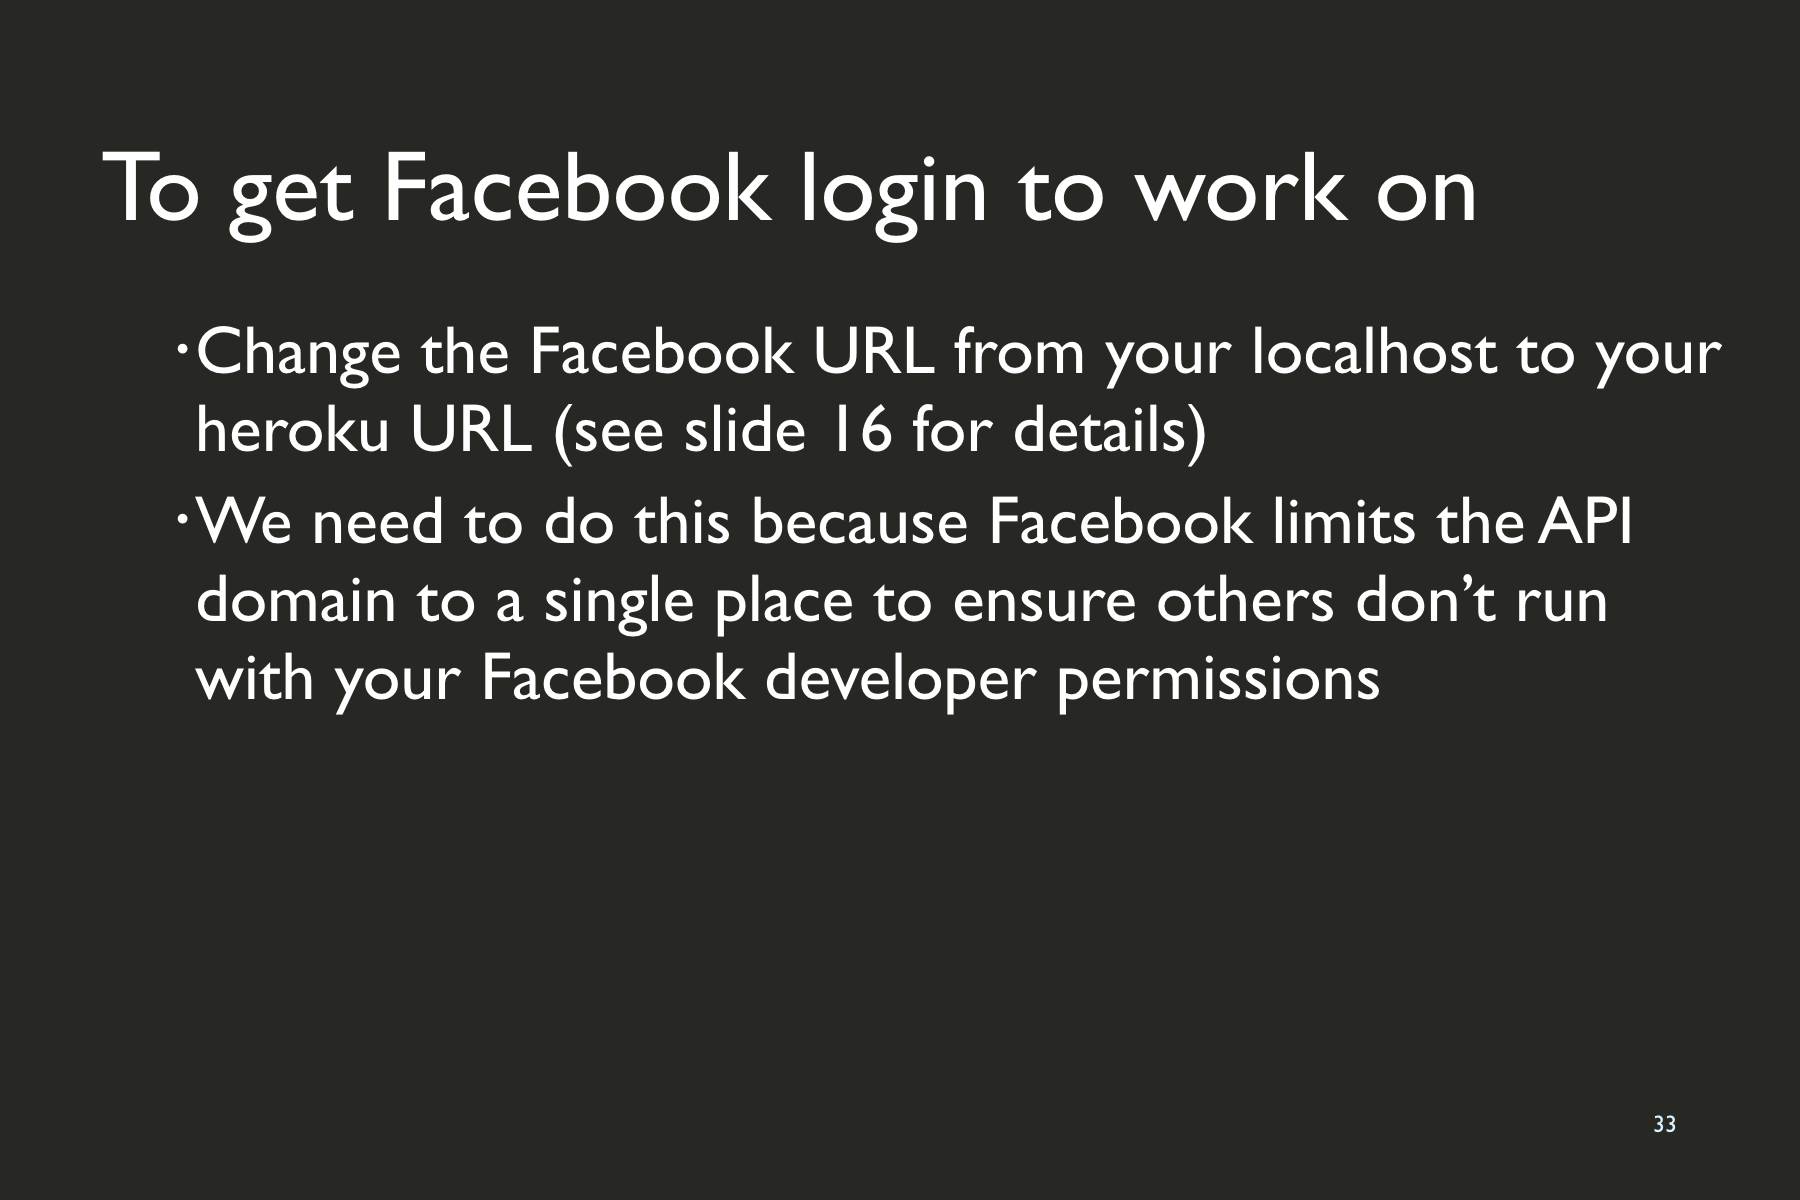 To get Facebook login to work on
·Change the Facebook URL from your localhost to your
heroku URL (see slide 16 for details)
·We need to do this because Facebook limits the API
domain to a single place to ensure others don’t run
with your Facebook developer permissions
33